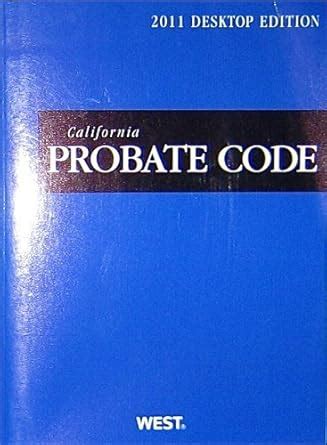 2011 DESKTOP EDITION
California
PROBATE CODE
WEST®